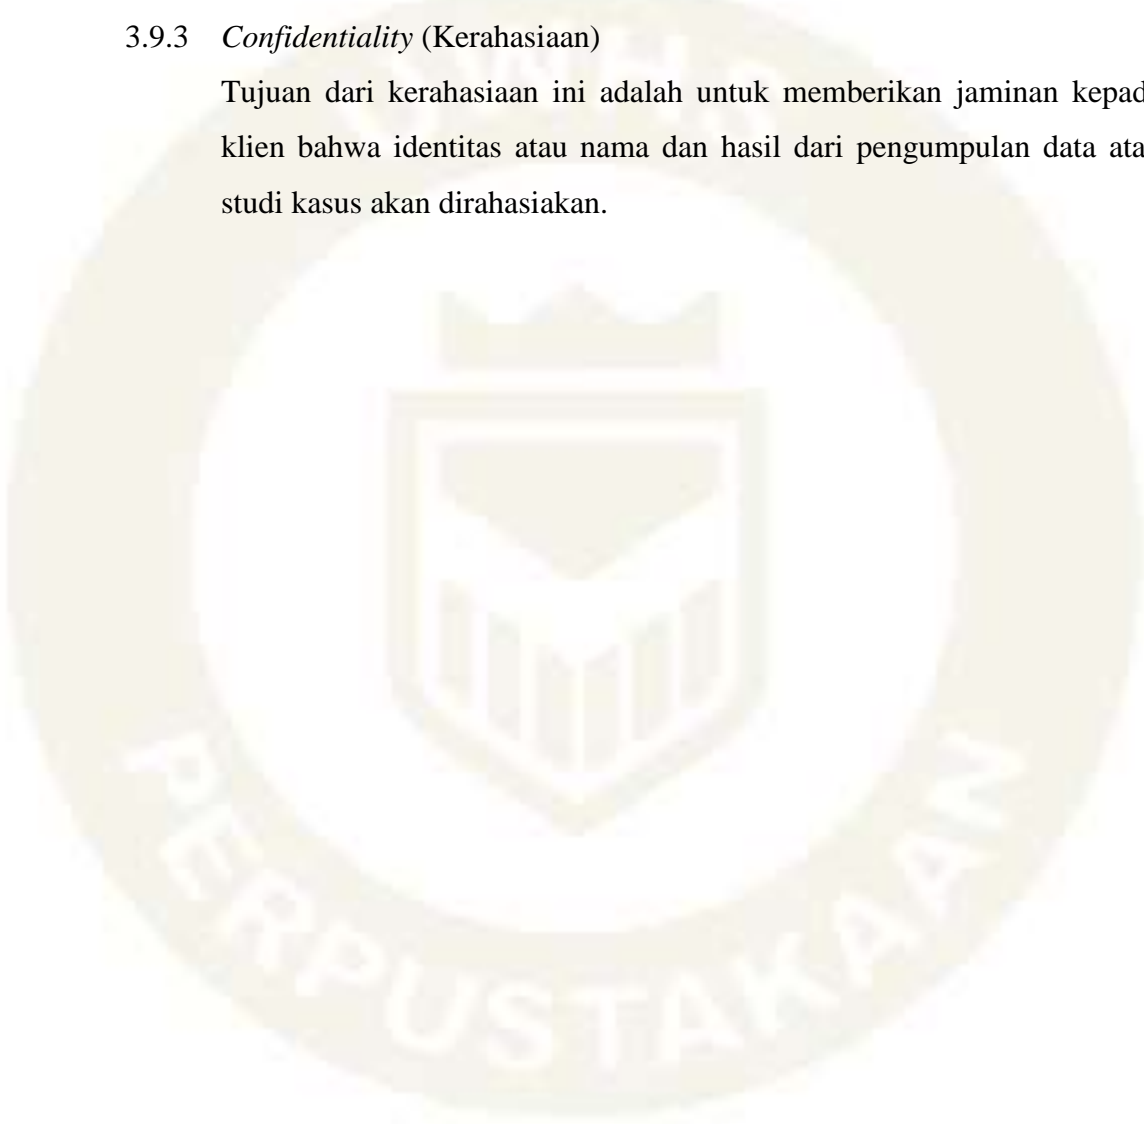 3.9.3 Confidentiality (Kerahasiaan)
Tujuan dari kerahasiaan ini adalah untuk memberikan jaminan kepad
klien bahwa identitas atau nama dan hasil dari pengumpulan data ata
studi kasus akan dirahasiakan.
PERPUSTAKAAN